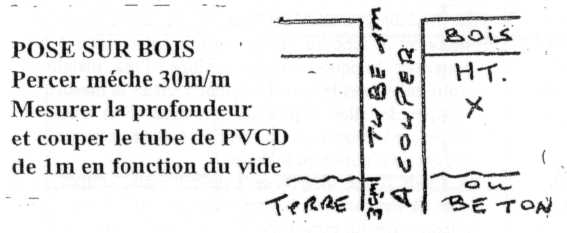 POSE SUR BOIS
Percer méche 30m/m
Mesurer la profondeur
et couper le tube de PVCD
de 1m en fonction du vide
TUBE 1m
A COUPER
BOIS
HT.
X
TERRE
3cm
ou
BETON